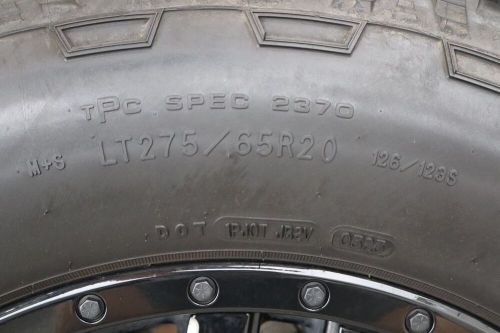 TPC SPEC 2370
M+S LT275/65R20 126/123S
DOT